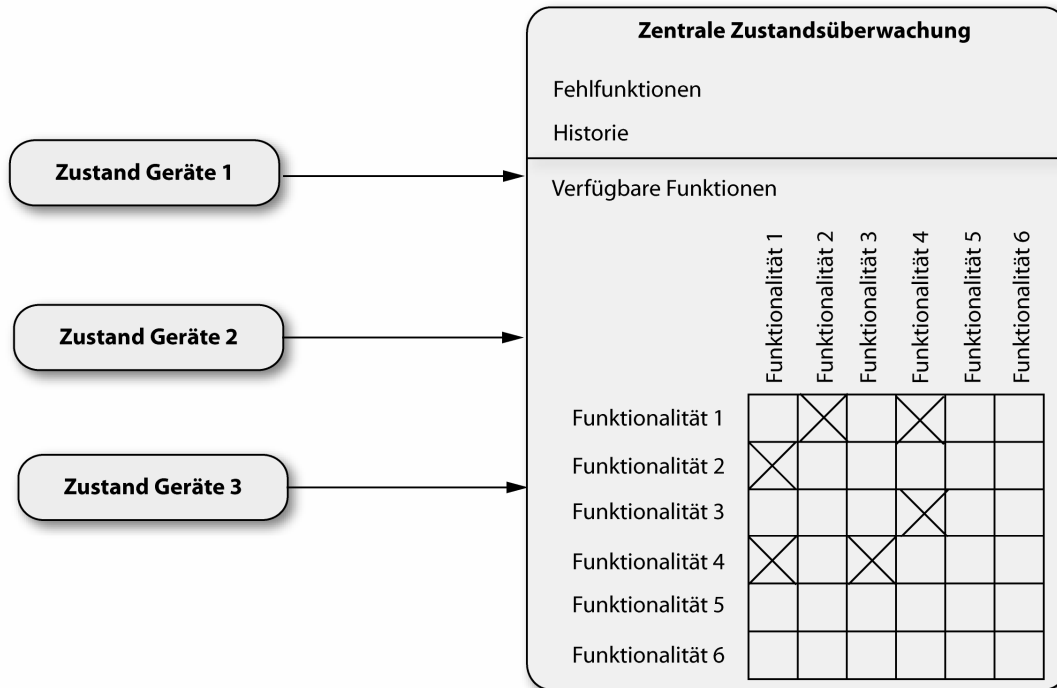 Zentrale Zustandsüberwachung
Fehlfunktionen
Historie
Zustand Geräte 1
Verfügbare Funktionen
Funktionalität 1
Funktionalität 2
Funktionalität 3
Funktionalität 4
Funktionalität 5
Funktionalität 6
Zustand Geräte 2
Funktionalität 1
Funktionalität 2
Zustand Geräte 3
Funktionalität 3
Funktionalität 4
Funktionalität 5
Funktionalität 6